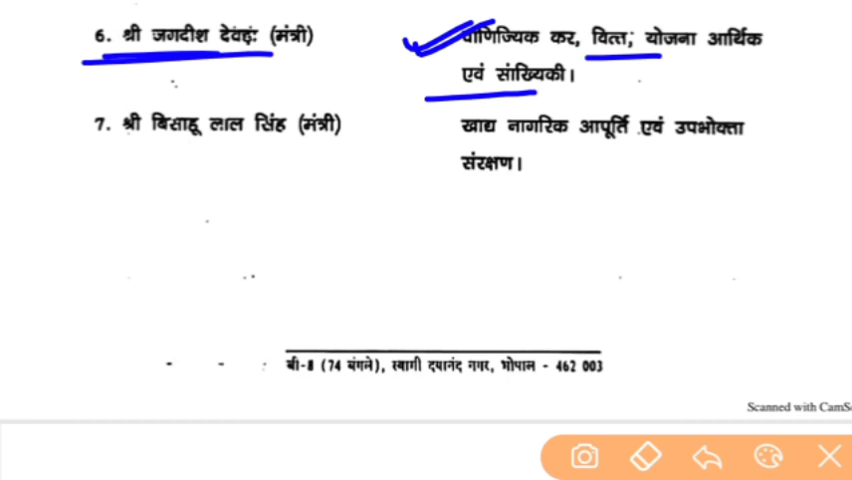 6. श्री जगदीश देवड़ा (मंत्री) वाणिज्यिक कर, वित्त, योजना आर्थिक
एवं सांख्यिकी।
7. श्री बिसाहू लाल सिंह (मंत्री) खाद्य नागरिक आपूर्ति एवं उपभोक्ता
संरक्षण।
बी-8 (74 बंगले), स्वामी दयानंद नगर, भोपाल - 462 003
Scanned with CamS